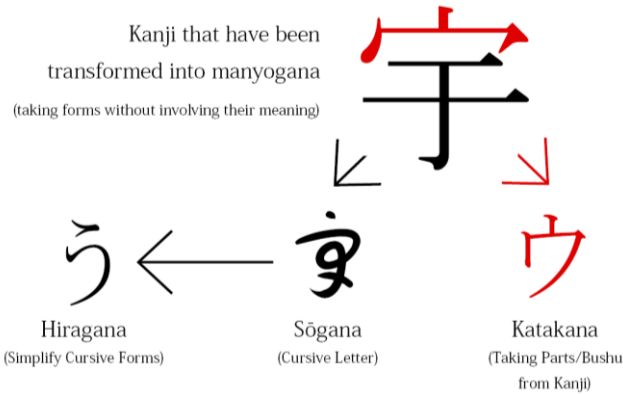 Kanji that have been
transformed into manyogana
(taking forms without involving their meaning)
宇
う
ウ
Hiragana
(Simplify Cursive Forms)
Sōgana
(Cursive Letter)
Katakana
(Taking Parts/Bushu
from Kanji)